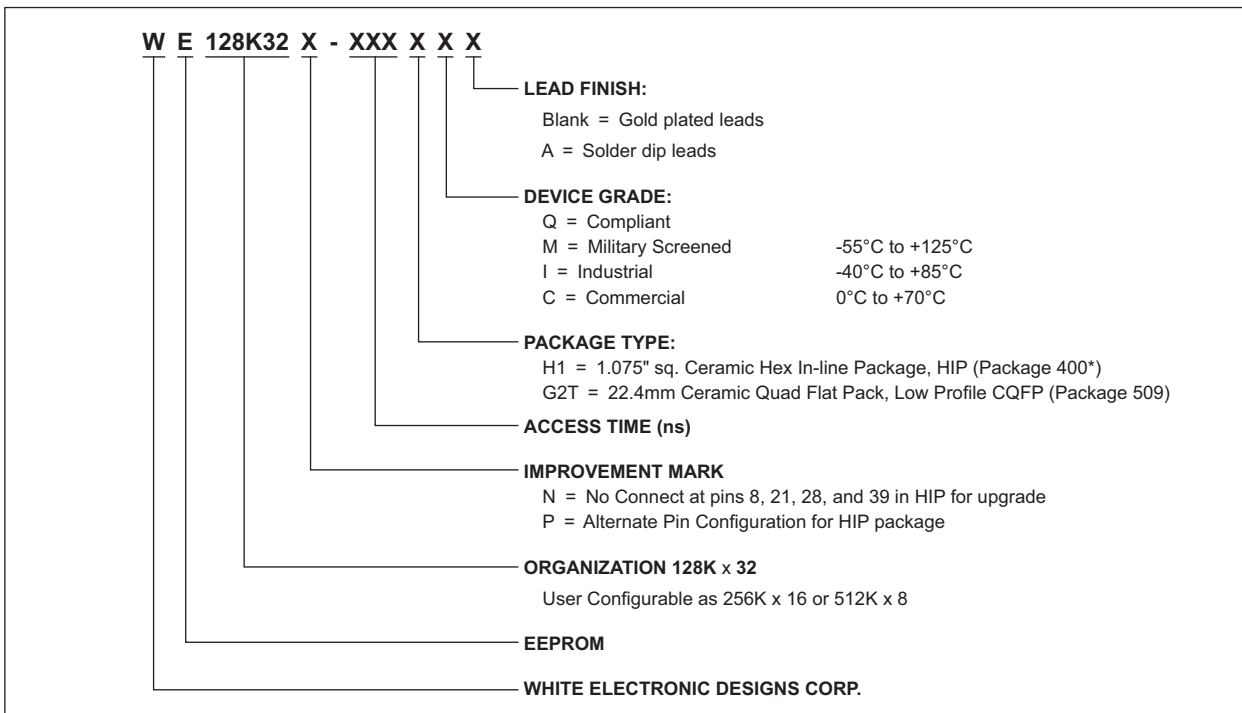 W E 128K32 X - XXX X X X
LEAD FINISH:
Blank = Gold plated leads
A = Solder dip leads
DEVICE GRADE:
Q = Compliant
M = Military Screened -55°C to +125°C
I = Industrial -40°C to +85°C
C = Commercial 0°C to +70°C
PACKAGE TYPE:
H1 = 1.075" sq. Ceramic Hex In-line Package, HIP (Package 400*)
G2T = 22.4mm Ceramic Quad Flat Pack, Low Profile CQFP (Package 509)
ACCESS TIME (ns)
IMPROVEMENT MARK
N = No Connect at pins 8, 21, 28, and 39 in HIP for upgrade
P = Alternate Pin Configuration for HIP package
ORGANIZATION 128K x 32
User Configurable as 256K x 16 or 512K x 8
EEPROM
WHITE ELECTRONIC DESIGNS CORP.